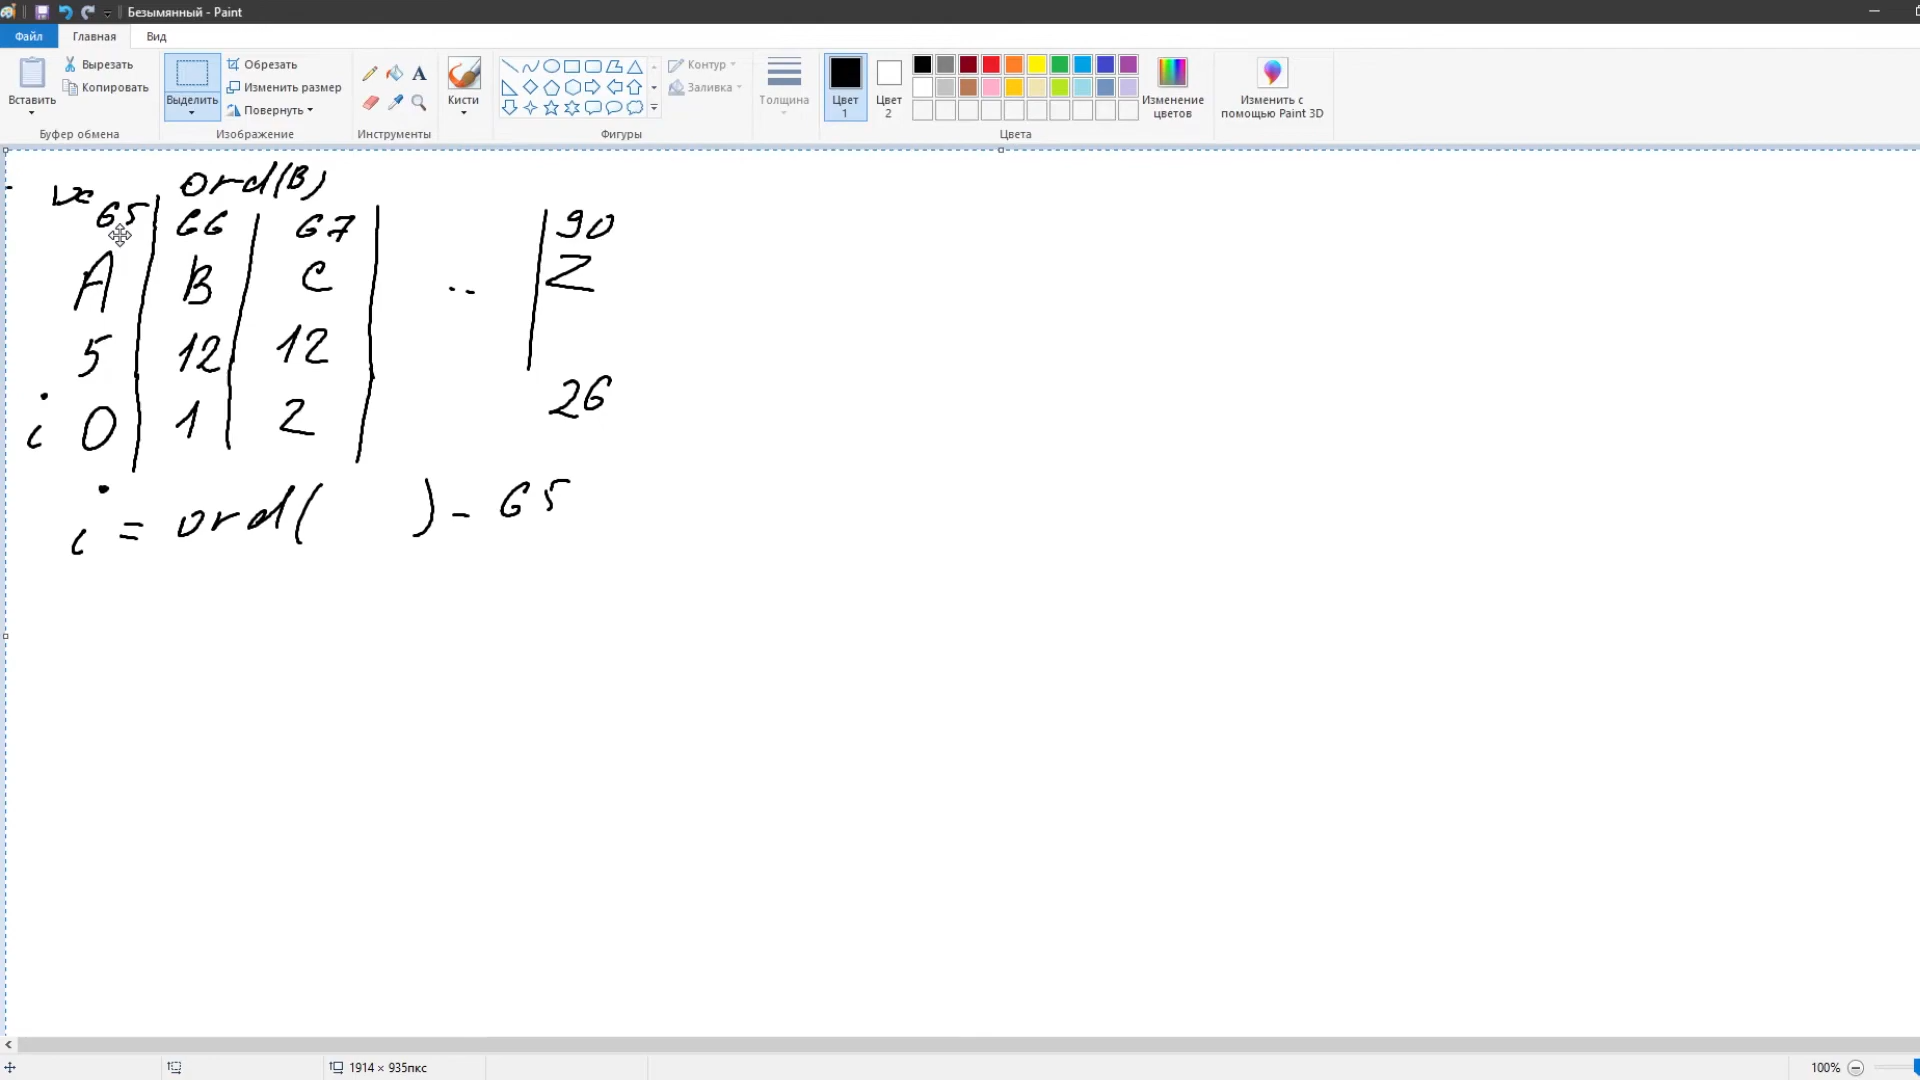 Безымянный - Paint
Файл Главная Вид
Вставить
Вырезать
Копировать
Буфер обмена
Выделить
Обрезать
Изменить размер
Повернуть
Изображение
Инструменты
Кисти
Контур
Заливка
Фигуры
Толщина
Цвет 1
Цвет 2
Изменение цветов
Цвета
Изменить с помощью Paint 3D
ord(B)
65 66 67 90
A B C .. Z
5 12 12
i 0 1 2 26
i = ord( ) - 65
1914 × 935пкс
100%